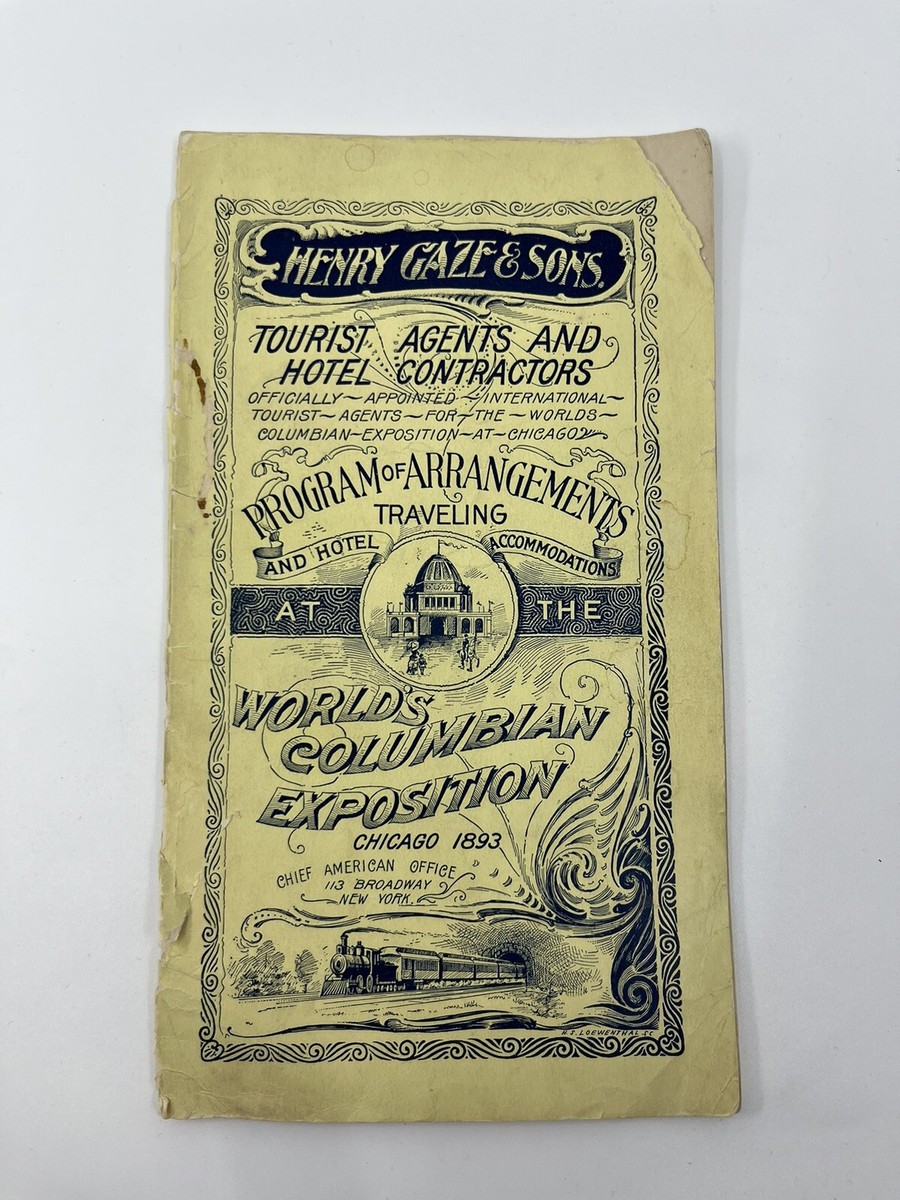 HENRY GAZE & SONS.
TOURIST AGENTS AND
HOTEL CONTRACTORS
OFFICIALLY~APPOINTED~INTERNATIONAL~
TOURIST~AGENTS~FOR~THE~WORLDS~
COLUMBIAN~EXPOSITION~AT~CHICAGO
PROGRAM OF ARRANGEMENTS
TRAVELING
AND HOTEL ACCOMMODATIONS
AT THE
WORLD'S
COLUMBIAN
EXPOSITION
CHICAGO 1893
CHIEF AMERICAN OFFICE
113 BROADWAY
NEW YORK.
H.S. LOEWENTHAL SC